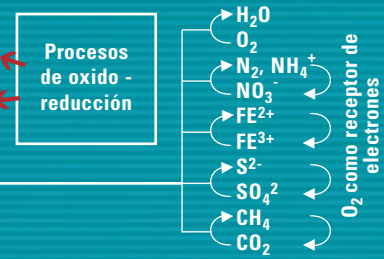 Procesos
de oxido -
reducción
H₂O
O₂
N₂, NH₄⁺
NO₃⁻
FE²⁺
FE³⁺
S²⁻
SO₄²
CH₄
CO₂
O₂ como receptor de
electrones